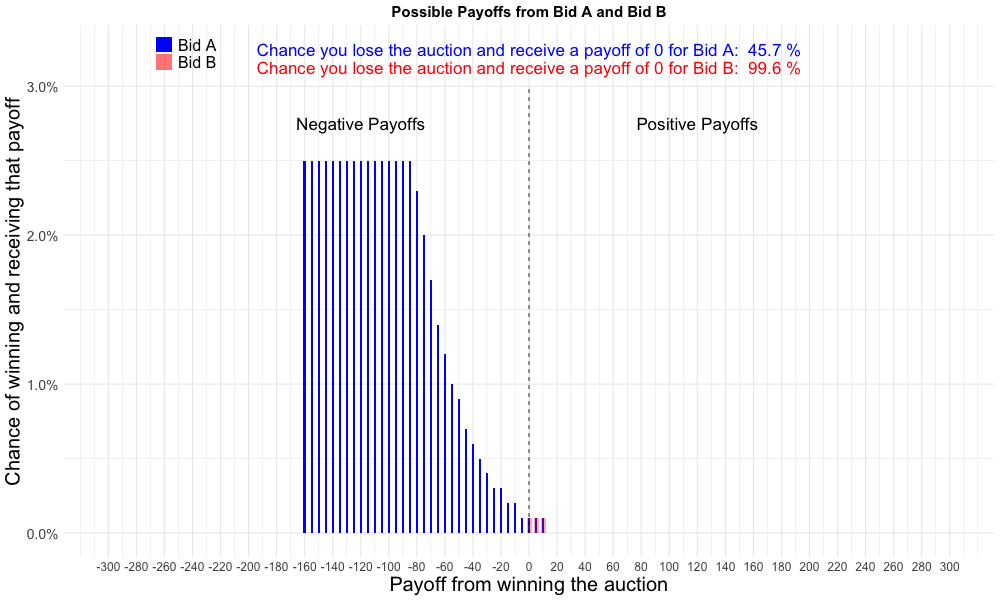 Possible Payoffs from Bid A and Bid B
Bid A
Bid B
Chance you lose the auction and receive a payoff of 0 for Bid A: 45.7 %
Chance you lose the auction and receive a payoff of 0 for Bid B: 99.6 %
Negative Payoffs
Positive Payoffs
Chance of winning and receiving that payoff
3.0%
2.0%
1.0%
0.0%
-300 -280 -260 -240 -220 -200 -180 -160 -140 -120 -100 -80 -60 -40 -20 0 20 40 60 80 100 120 140 160 180 200 220 240 260 280 300
Payoff from winning the auction